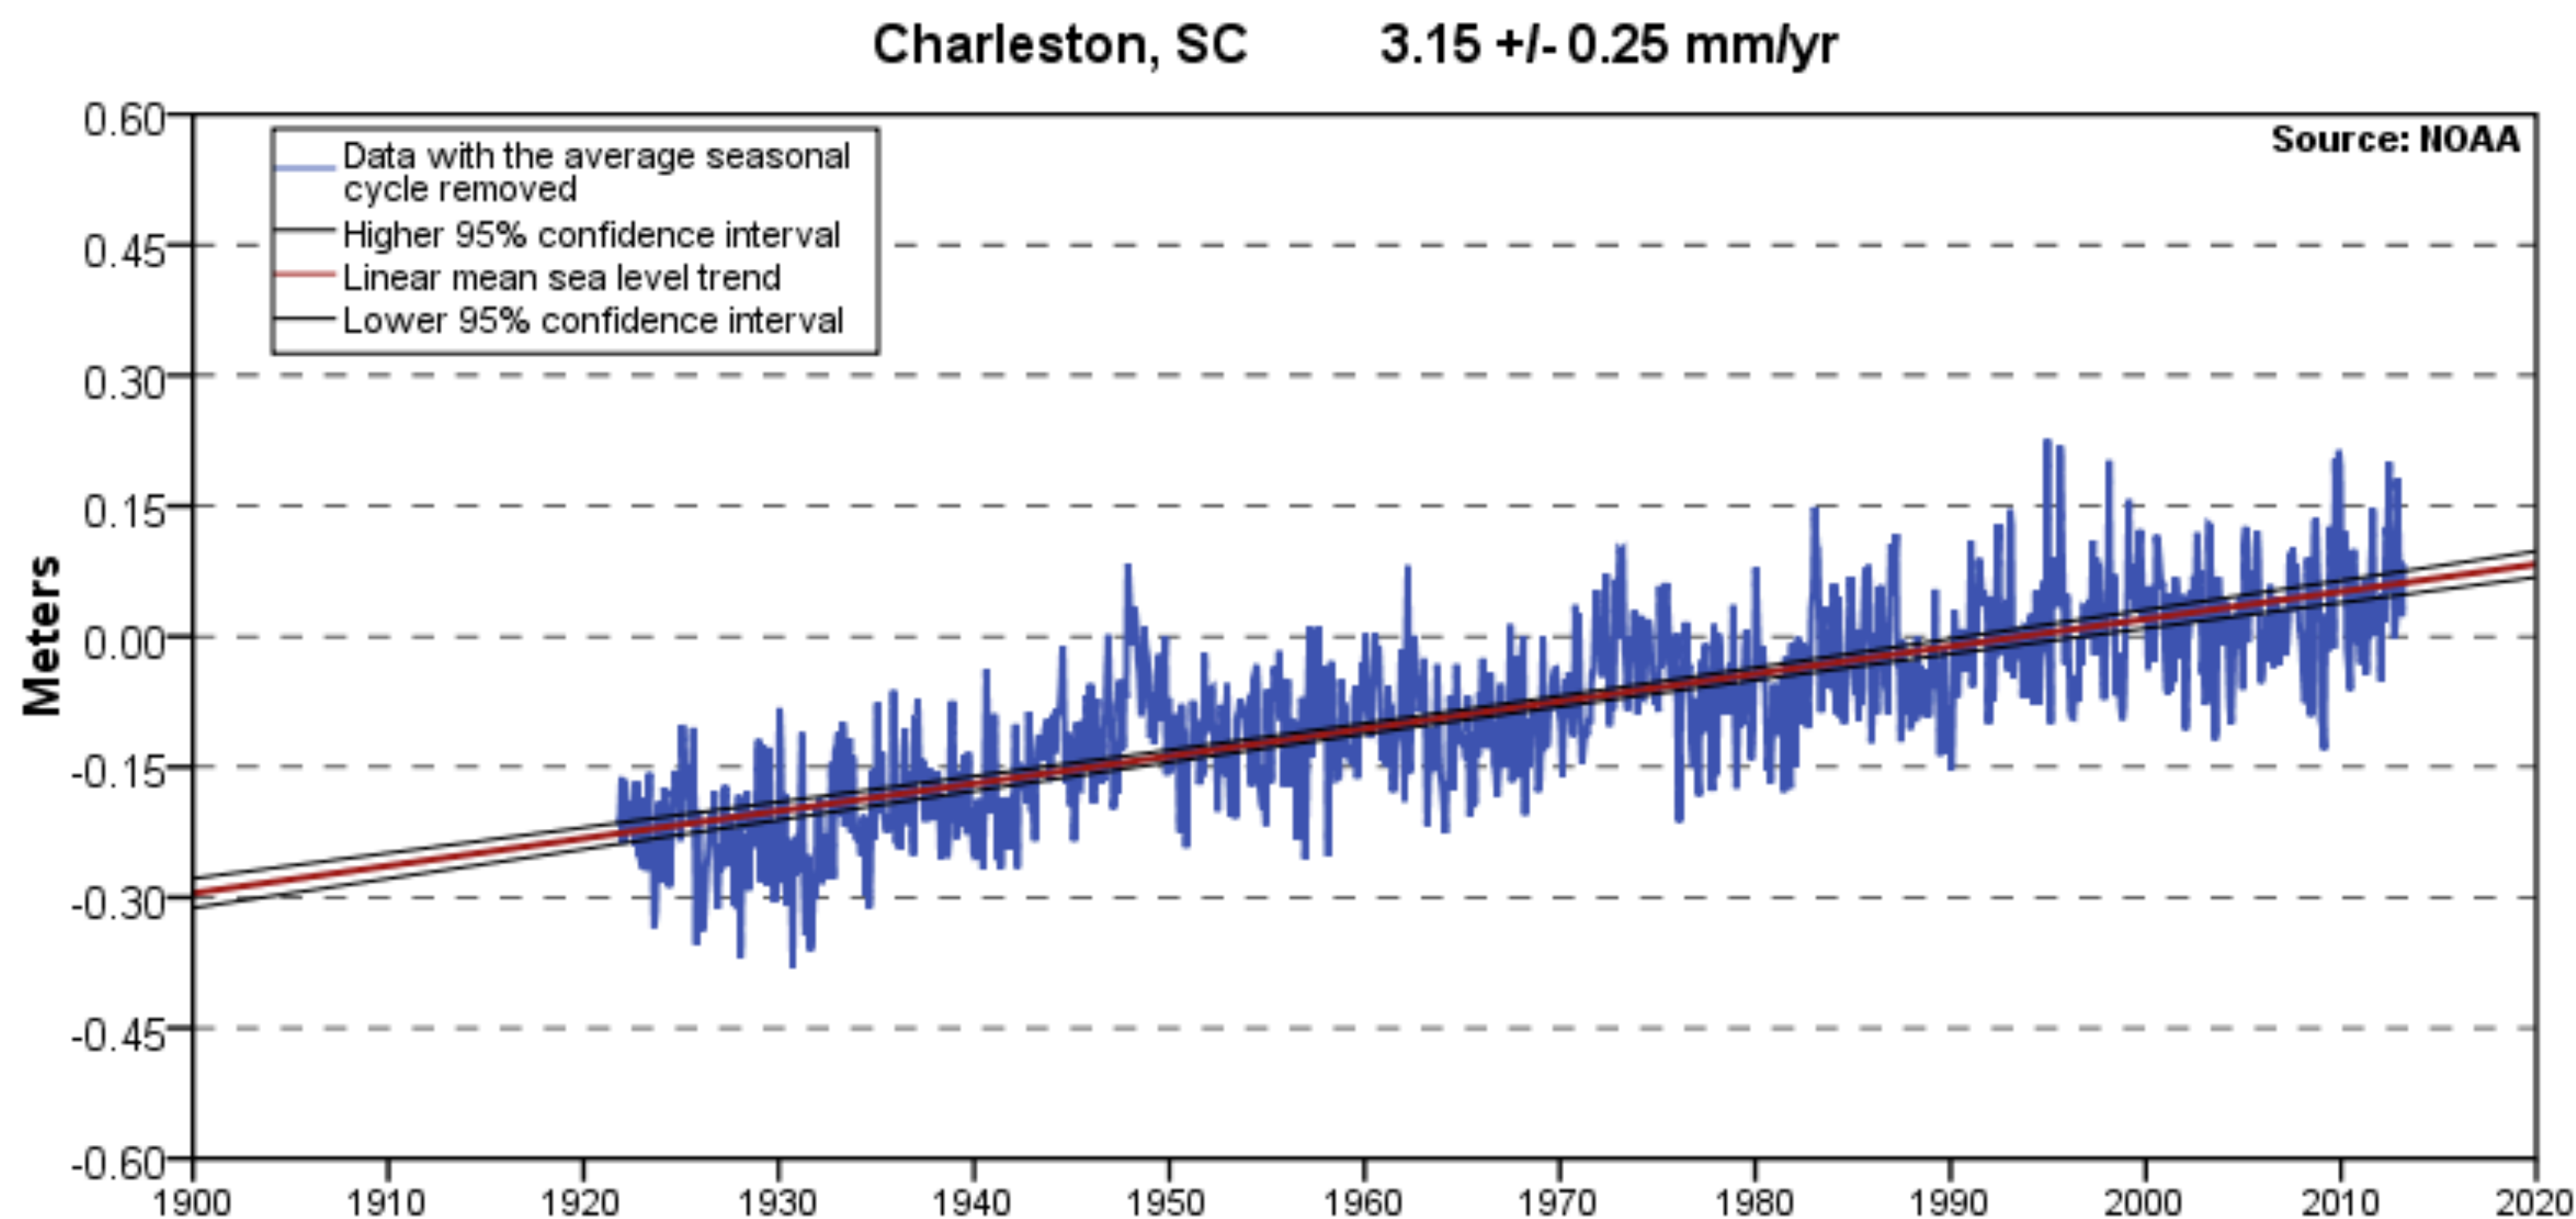 Charleston, SC 3.15 +/- 0.25 mm/yr
Source: NOAA
Data with the average seasonal
cycle removed
Higher 95% confidence interval
Linear mean sea level trend
Lower 95% confidence interval
Meters
0.60
0.45
0.30
0.15
0.00
-0.15
-0.30
-0.45
-0.60
1900 1910 1920 1930 1940 1950 1960 1970 1980 1990 2000 2010 2020